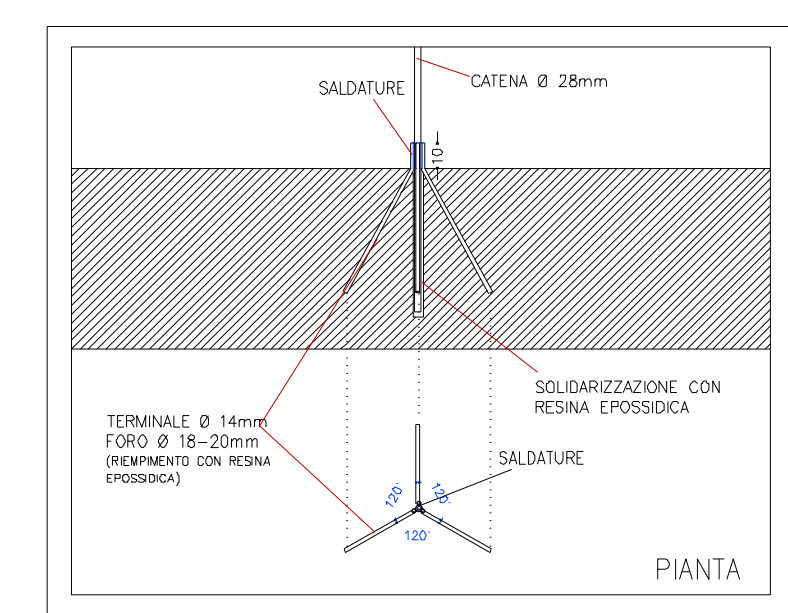 SALDATURE
CATENA Ø 28mm
10
SOLIDARIZZAZIONE CON
RESINA EPOSSIDICA
TERMINALE Ø 14mm
FORO Ø 18-20mm
(RIEMPIMENTO CON RESINA
EPOSSIDICA)
SALDATURE
120°
120°
120°
PIANTA